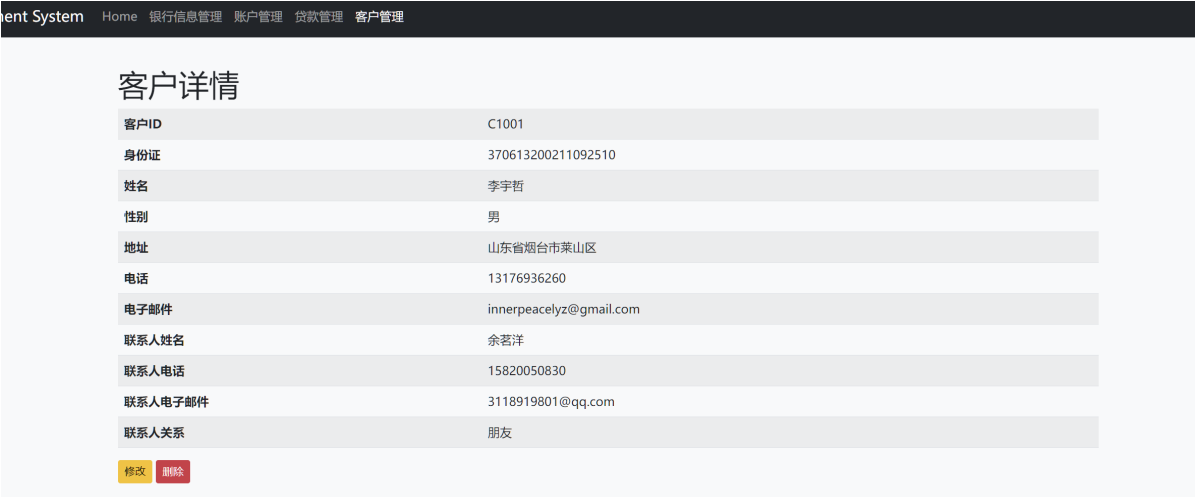 ment System Home 银行信息管理 账户管理 贷款管理 客户管理
客户详情
客户ID C1001
身份证 370613200211092510
姓名 李宇哲
性别 男
地址 山东省烟台市莱山区
电话 13176936260
电子邮件 innerpeacelyz@gmail.com
联系人姓名 余茗洋
联系人电话 15820050830
联系人电子邮件 3118919801@qq.com
联系人关系 朋友
修改 删除